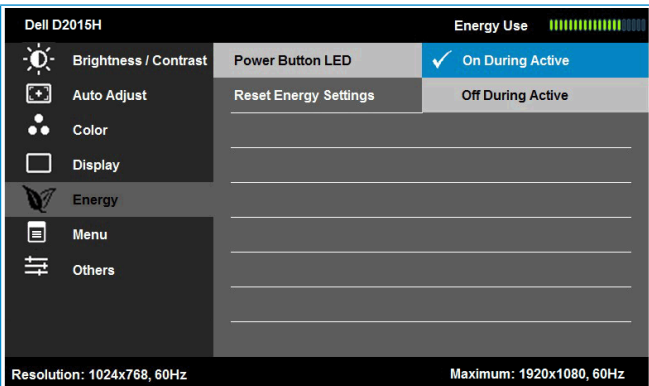 Dell D2015H Energy Use
Brightness / Contrast Power Button LED ✓ On During Active
Auto Adjust Reset Energy Settings Off During Active
Color
Display
Energy
Menu
Others
Resolution: 1024x768, 60Hz Maximum: 1920x1080, 60Hz